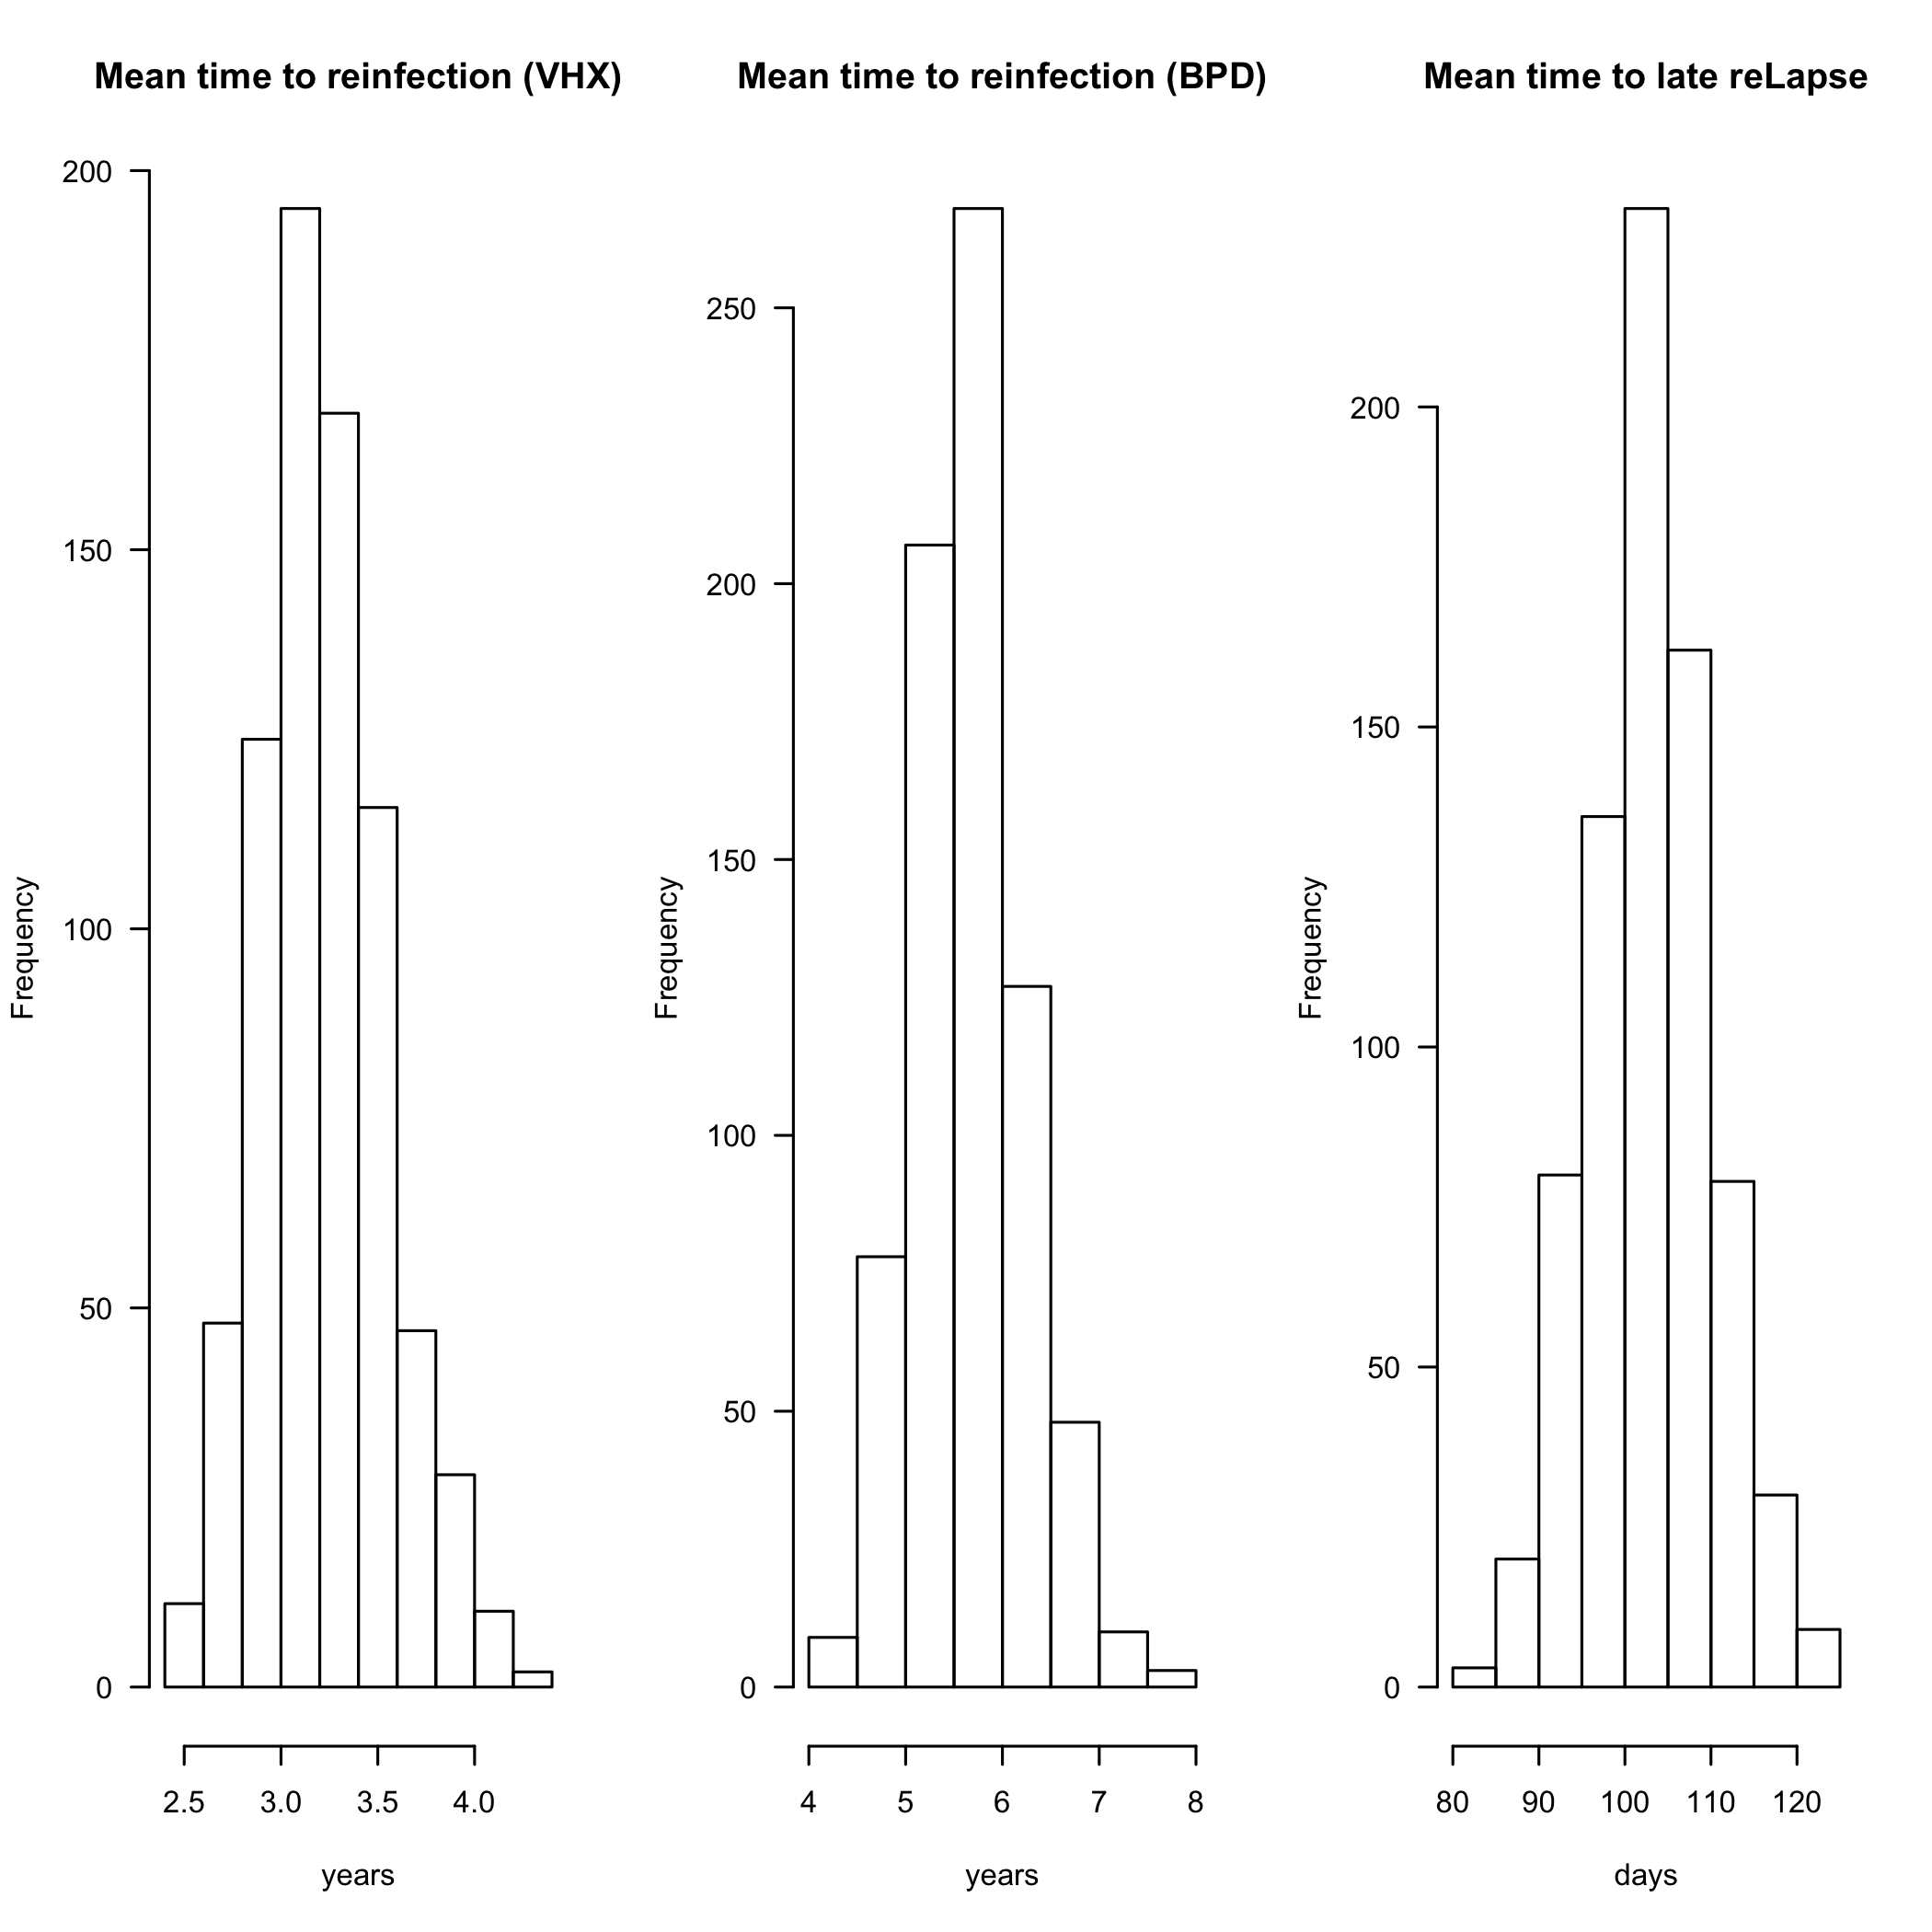 Mean time to reinfection (VHX)
Frequency
200
150
100
50
0
2.5 3.0 3.5 4.0
years
Mean time to reinfection (BPD)
Frequency
250
200
150
100
50
0
4 5 6 7 8
years
Mean time to late reLapse
Frequency
200
150
100
50
0
80 90 100 110 120
days